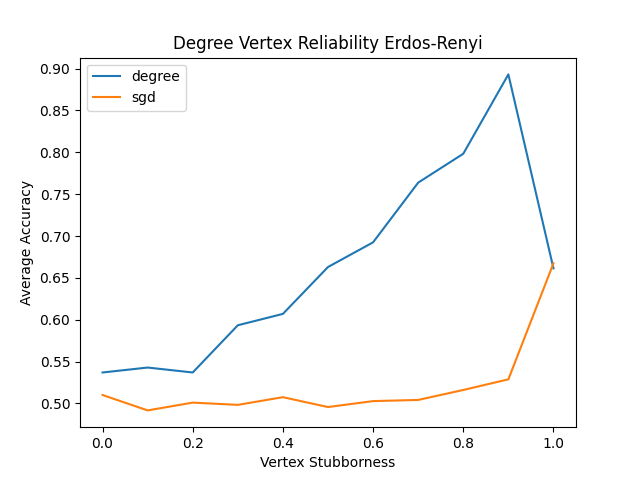 Degree Vertex Reliability Erdos-Renyi
degree
sgd
Average Accuracy
0.90
0.85
0.80
0.75
0.70
0.65
0.60
0.55
0.50
0.0 0.2 0.4 0.6 0.8 1.0
Vertex Stubborness